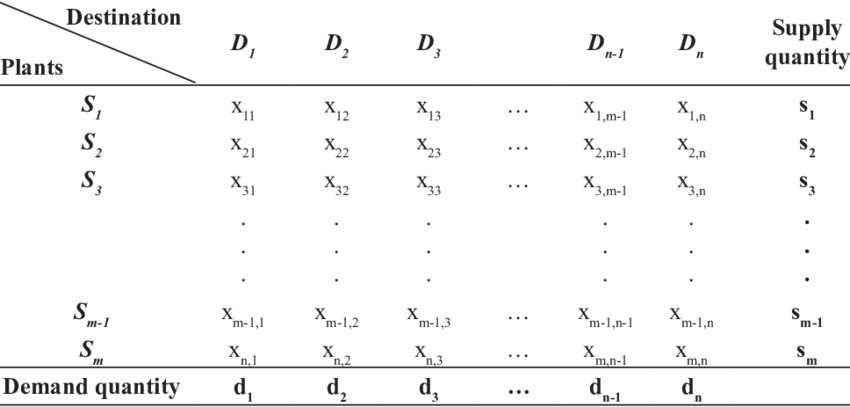 Destination
Plants D1 D2 D3 Dn-1 Dn Supply quantity
S1 x11 x12 x13 ... x1,m-1 x1,n s1
S2 x21 x22 x23 ... x2,m-1 x2,n s2
S3 x31 x32 x33 ... x3,m-1 x3,n s3
. . . . . .
. . . . . .
. . . . . .
Sm-1 xm-1,1 xm-1,2 xm-1,3 ... xm-1,n-1 xm-1,n sm-1
Sm xn,1 xn,2 xn,3 ... xm,n-1 xm,n sm
Demand quantity d1 d2 d3 ... dn-1 dn